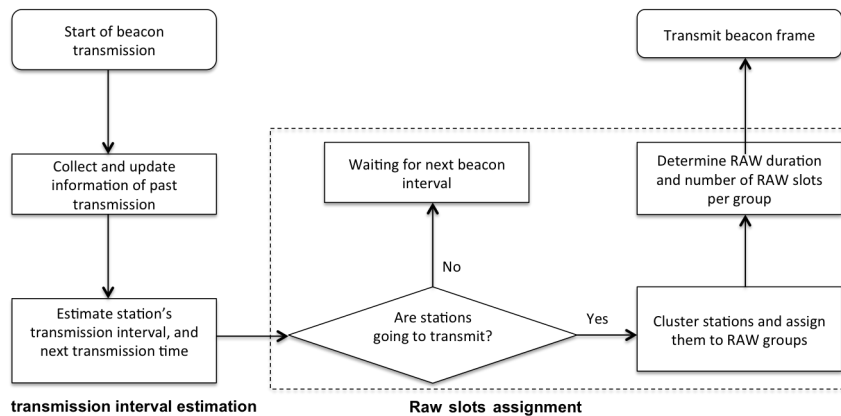 Start of beacon
transmission
Collect and update
information of past
transmission
Estimate station's
transmission interval, and
next transmission time
transmission interval estimation
Waiting for next beacon
interval
No
Are stations
going to transmit?
Yes
Cluster stations and assign
them to RAW groups
Determine RAW duration
and number of RAW slots
per group
Transmit beacon frame
Raw slots assignment